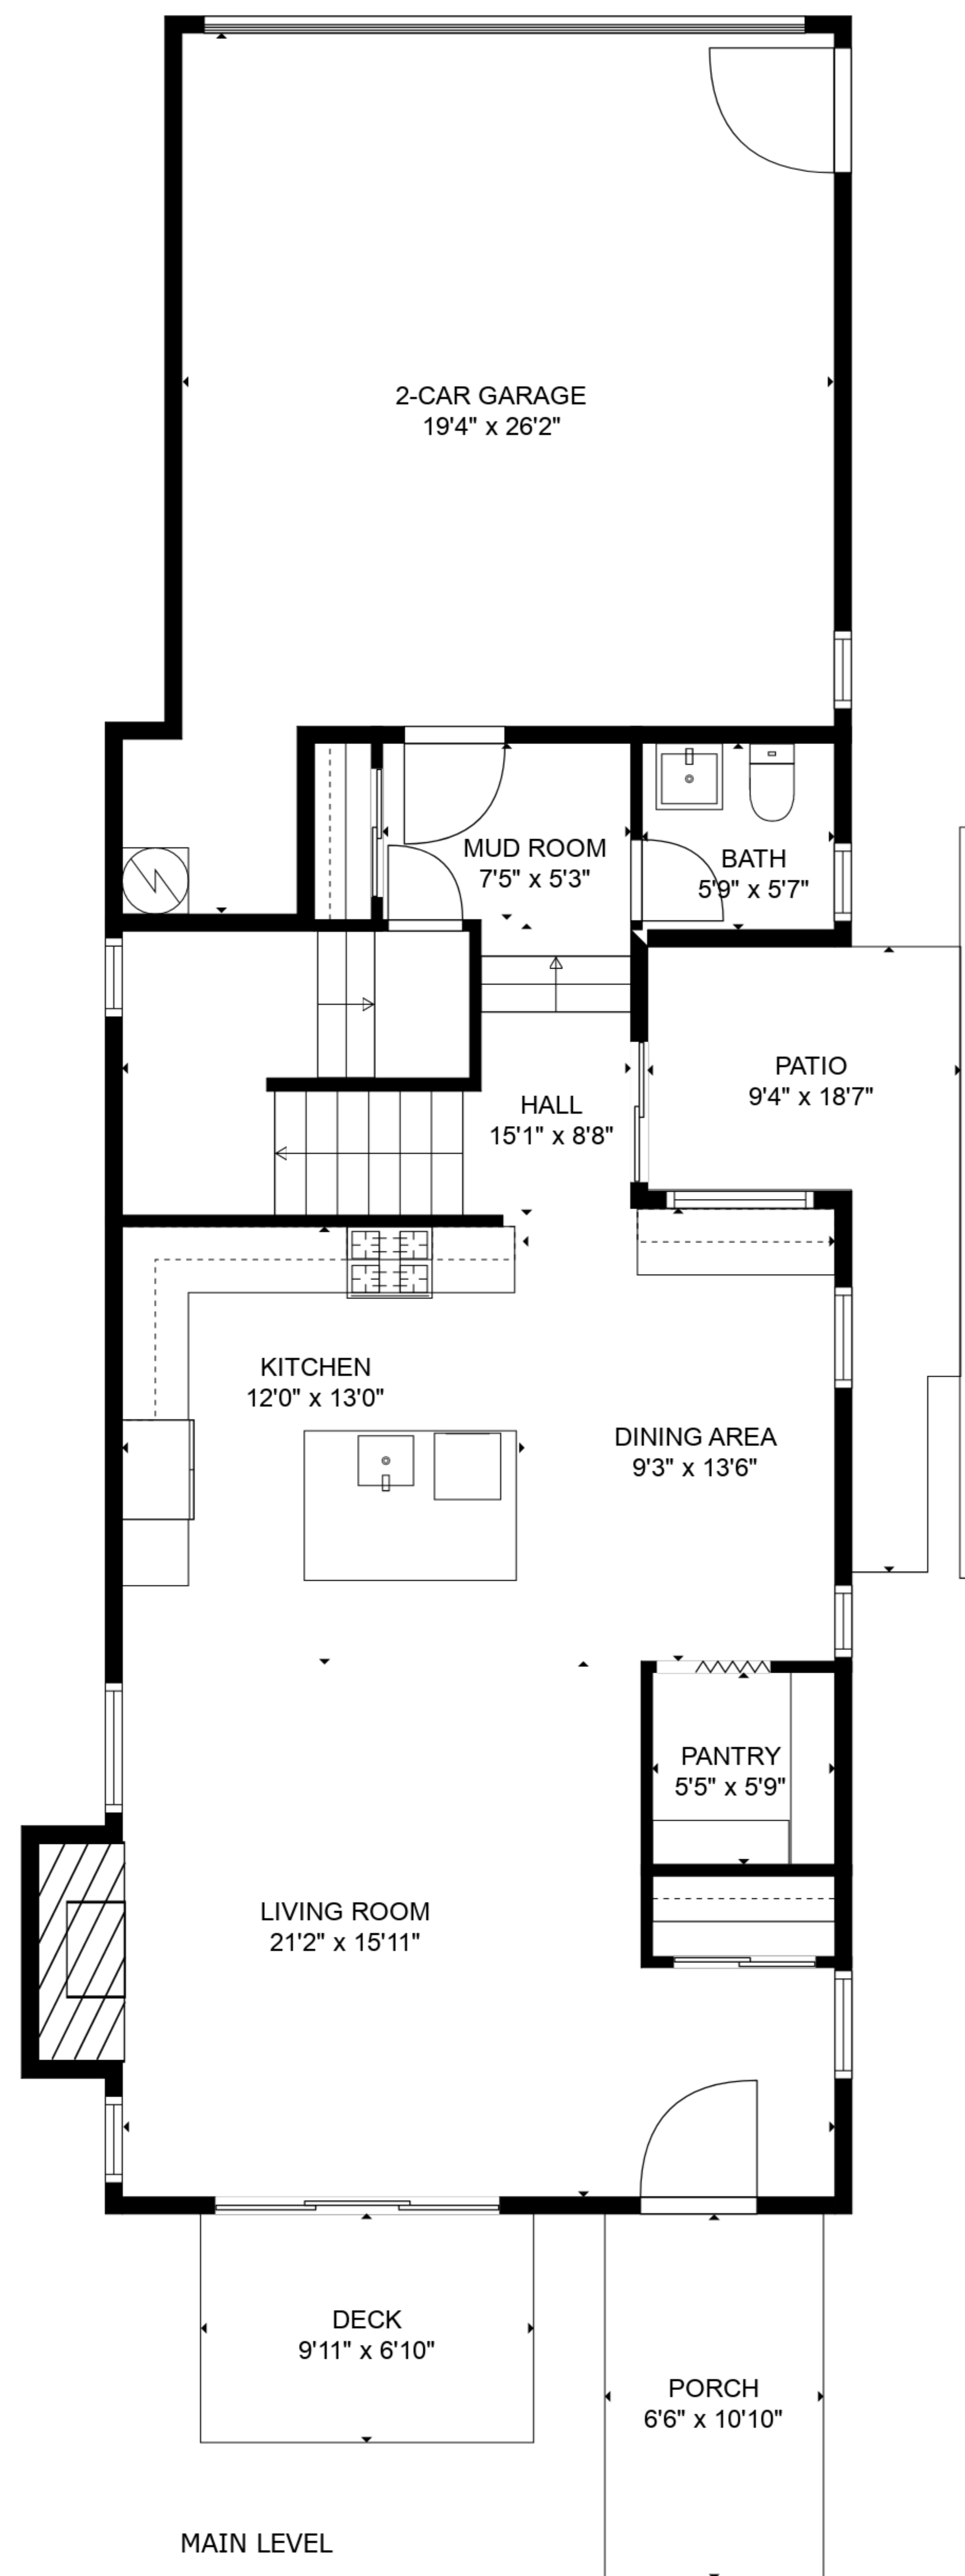 2-CAR GARAGE
19'4" x 26'2"
MUD ROOM
7'5" x 5'3"
BATH
5'9" x 5'7"
PATIO
9'4" x 18'7"
HALL
15'1" x 8'8"
KITCHEN
12'0" x 13'0"
DINING AREA
9'3" x 13'6"
PANTRY
5'5" x 5'9"
LIVING ROOM
21'2" x 15'11"
DECK
9'11" x 6'10"
PORCH
6'6" x 10'10"
MAIN LEVEL